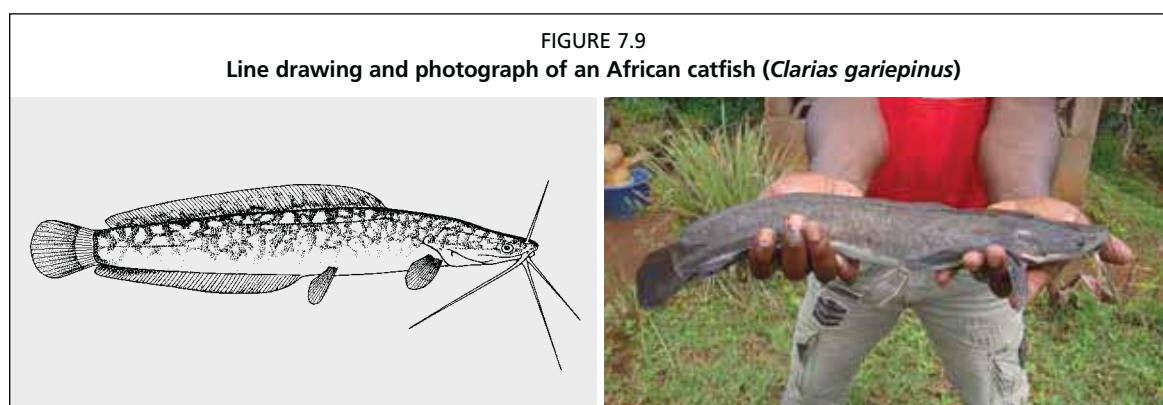 FIGURE 7.9
Line drawing and photograph of an African catfish (Clarias gariepinus)